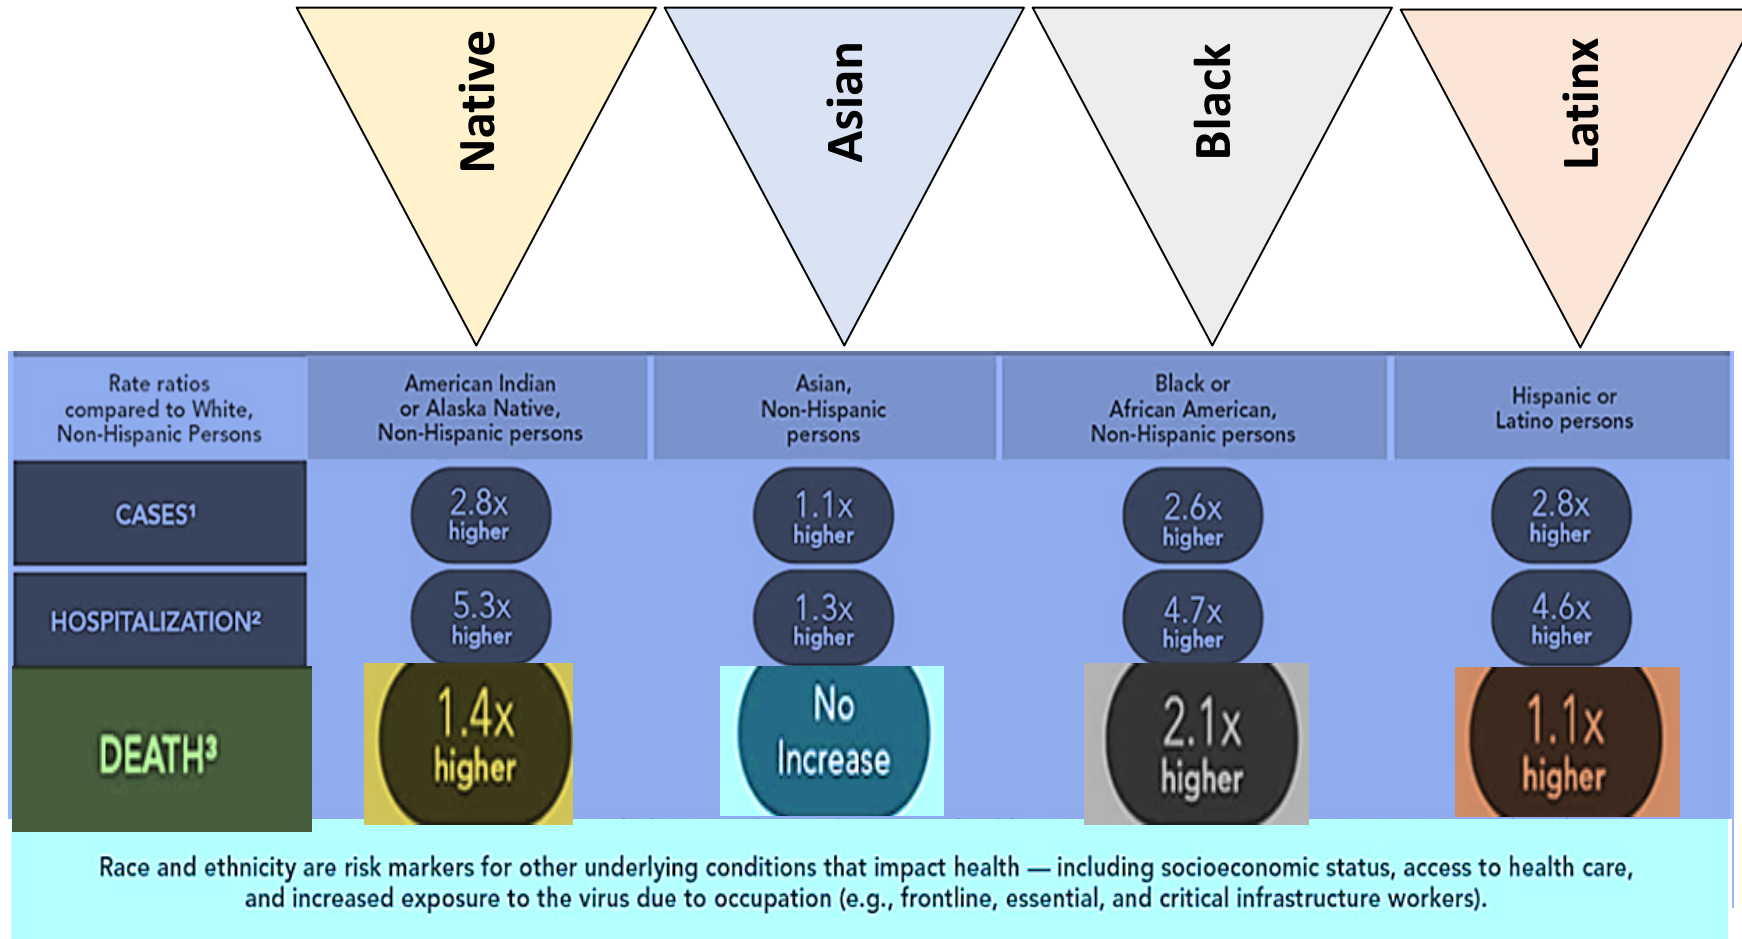 Native
Asian
Black
Latinx
Rate ratios
compared to White,
Non-Hispanic Persons
American Indian
or Alaska Native,
Non-Hispanic persons
Asian,
Non-Hispanic
persons
Black or
African American,
Non-Hispanic persons
Hispanic or
Latino persons
CASES¹
2.8x
higher
1.1x
higher
2.6x
higher
2.8x
higher
HOSPITALIZATION²
5.3x
higher
1.3x
higher
4.7x
higher
4.6x
higher
DEATH³
1.4x
higher
No
Increase
2.1x
higher
1.1x
higher
Race and ethnicity are risk markers for other underlying conditions that impact health — including socioeconomic status, access to health care,
and increased exposure to the virus due to occupation (e.g., frontline, essential, and critical infrastructure workers).